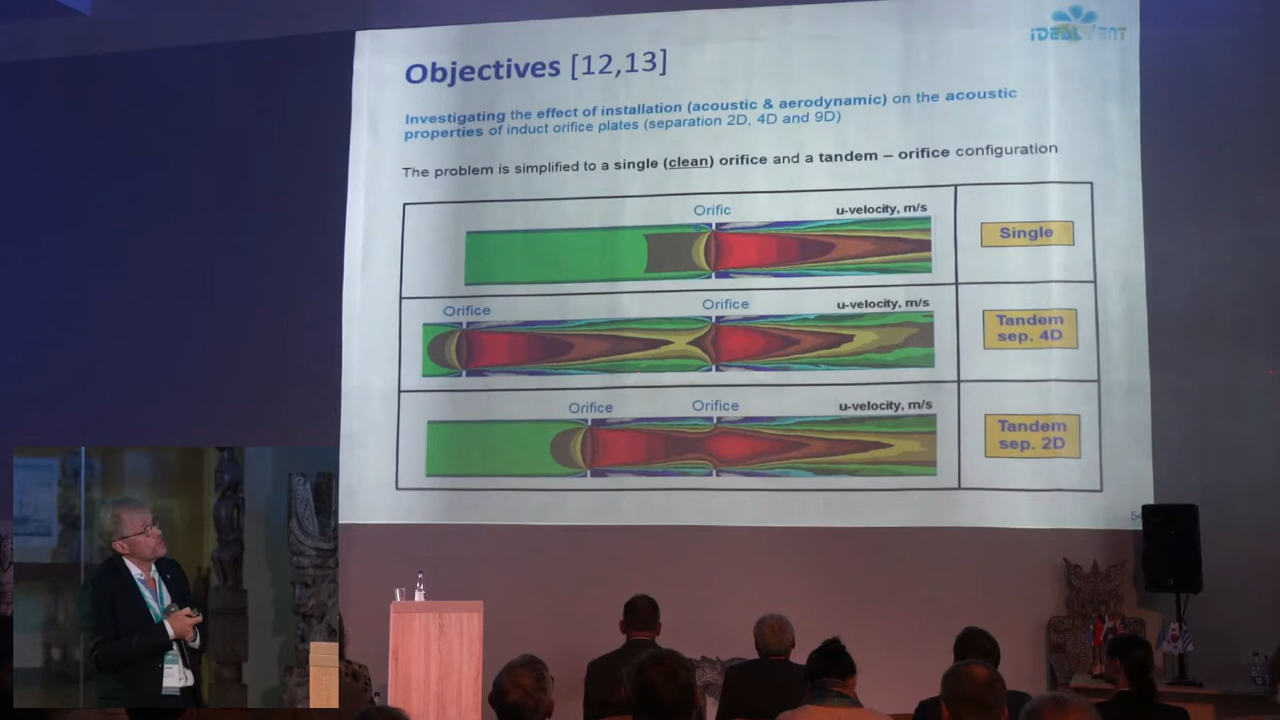 iDEALVENT
Objectives [12,13]
Investigating the effect of installation (acoustic & aerodynamic) on the acoustic
properties of induct orifice plates (separation 2D, 4D and 9D)
The problem is simplified to a single (clean) orifice and a tandem – orifice configuration
Orific
u-velocity, m/s
Single
Orifice
Orifice
u-velocity, m/s
Tandem
sep. 4D
Orifice
Orifice
u-velocity, m/s
Tandem
sep. 2D